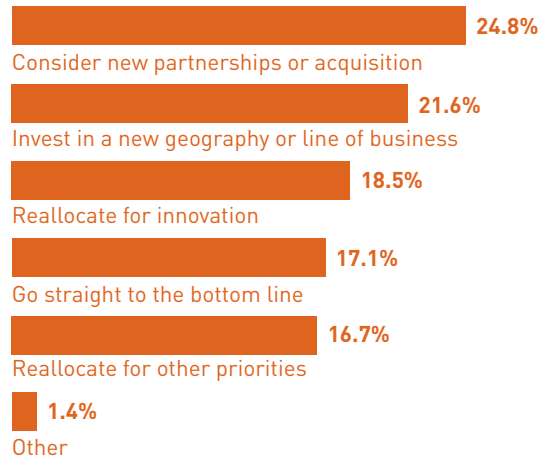 24.8%
Consider new partnerships or acquisition
21.6%
Invest in a new geography or line of business
18.5%
Reallocate for innovation
17.1%
Go straight to the bottom line
16.7%
Reallocate for other priorities
1.4%
Other